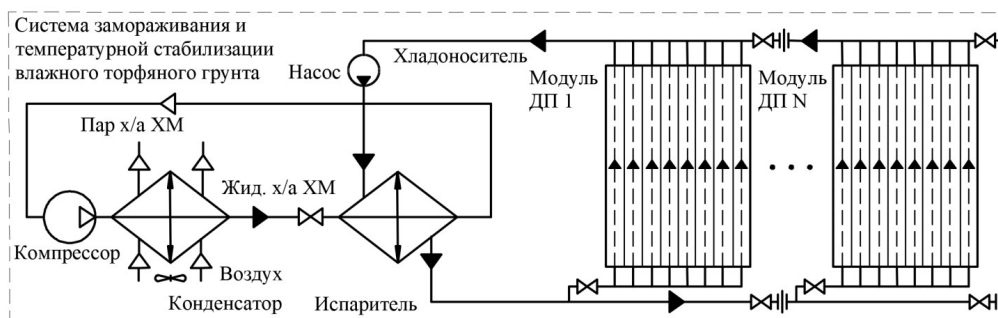 Система замораживания и
температурной стабилизации
влажного торфяного грунта
Насос
Хладоноситель
Модуль
ДП 1
Модуль
ДП N
Пар х/а ХМ
Жид. х/а ХМ
Компрессор
Воздух
Конденсатор
Испаритель